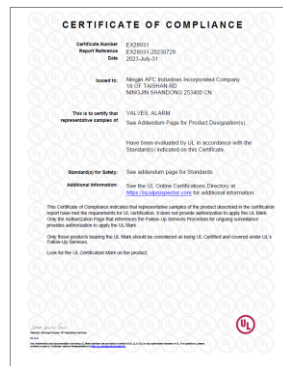 CERTIFICATE OF COMPLIANCE
Certificate Number EX28031
Report Reference EX28031-20230726
Date 2023-July-31
Issued to: Ningjin APC Industries Incorporated Company
10 OF TAISHAN RD
NINGJIN SHANDONG 253400 CN
This is to certify that VALVES, ALARM
representative samples of See Addendum Page for Product Designation(s).
Have been evaluated by UL in accordance with the
Standard(s) indicated on this Certificate.
Standard(s) for Safety: See addendum page for Standards
Additional Information: See the UL Online Certifications Directory at
https://iq.ulprospector.com for additional information
This Certificate of Compliance indicates that representative samples of the product described in the certification
report have met the requirements for UL certification. It does not provide authorization to apply the UL Mark.
Only the Authorization Page that references the Follow-Up Services Procedure for ongoing surveillance
provides authorization to apply the UL Mark.
Only those products bearing the UL Mark should be considered as being UL Certified and covered under UL's
Follow-Up Services.
Look for the UL Certification Mark on the product.
UL